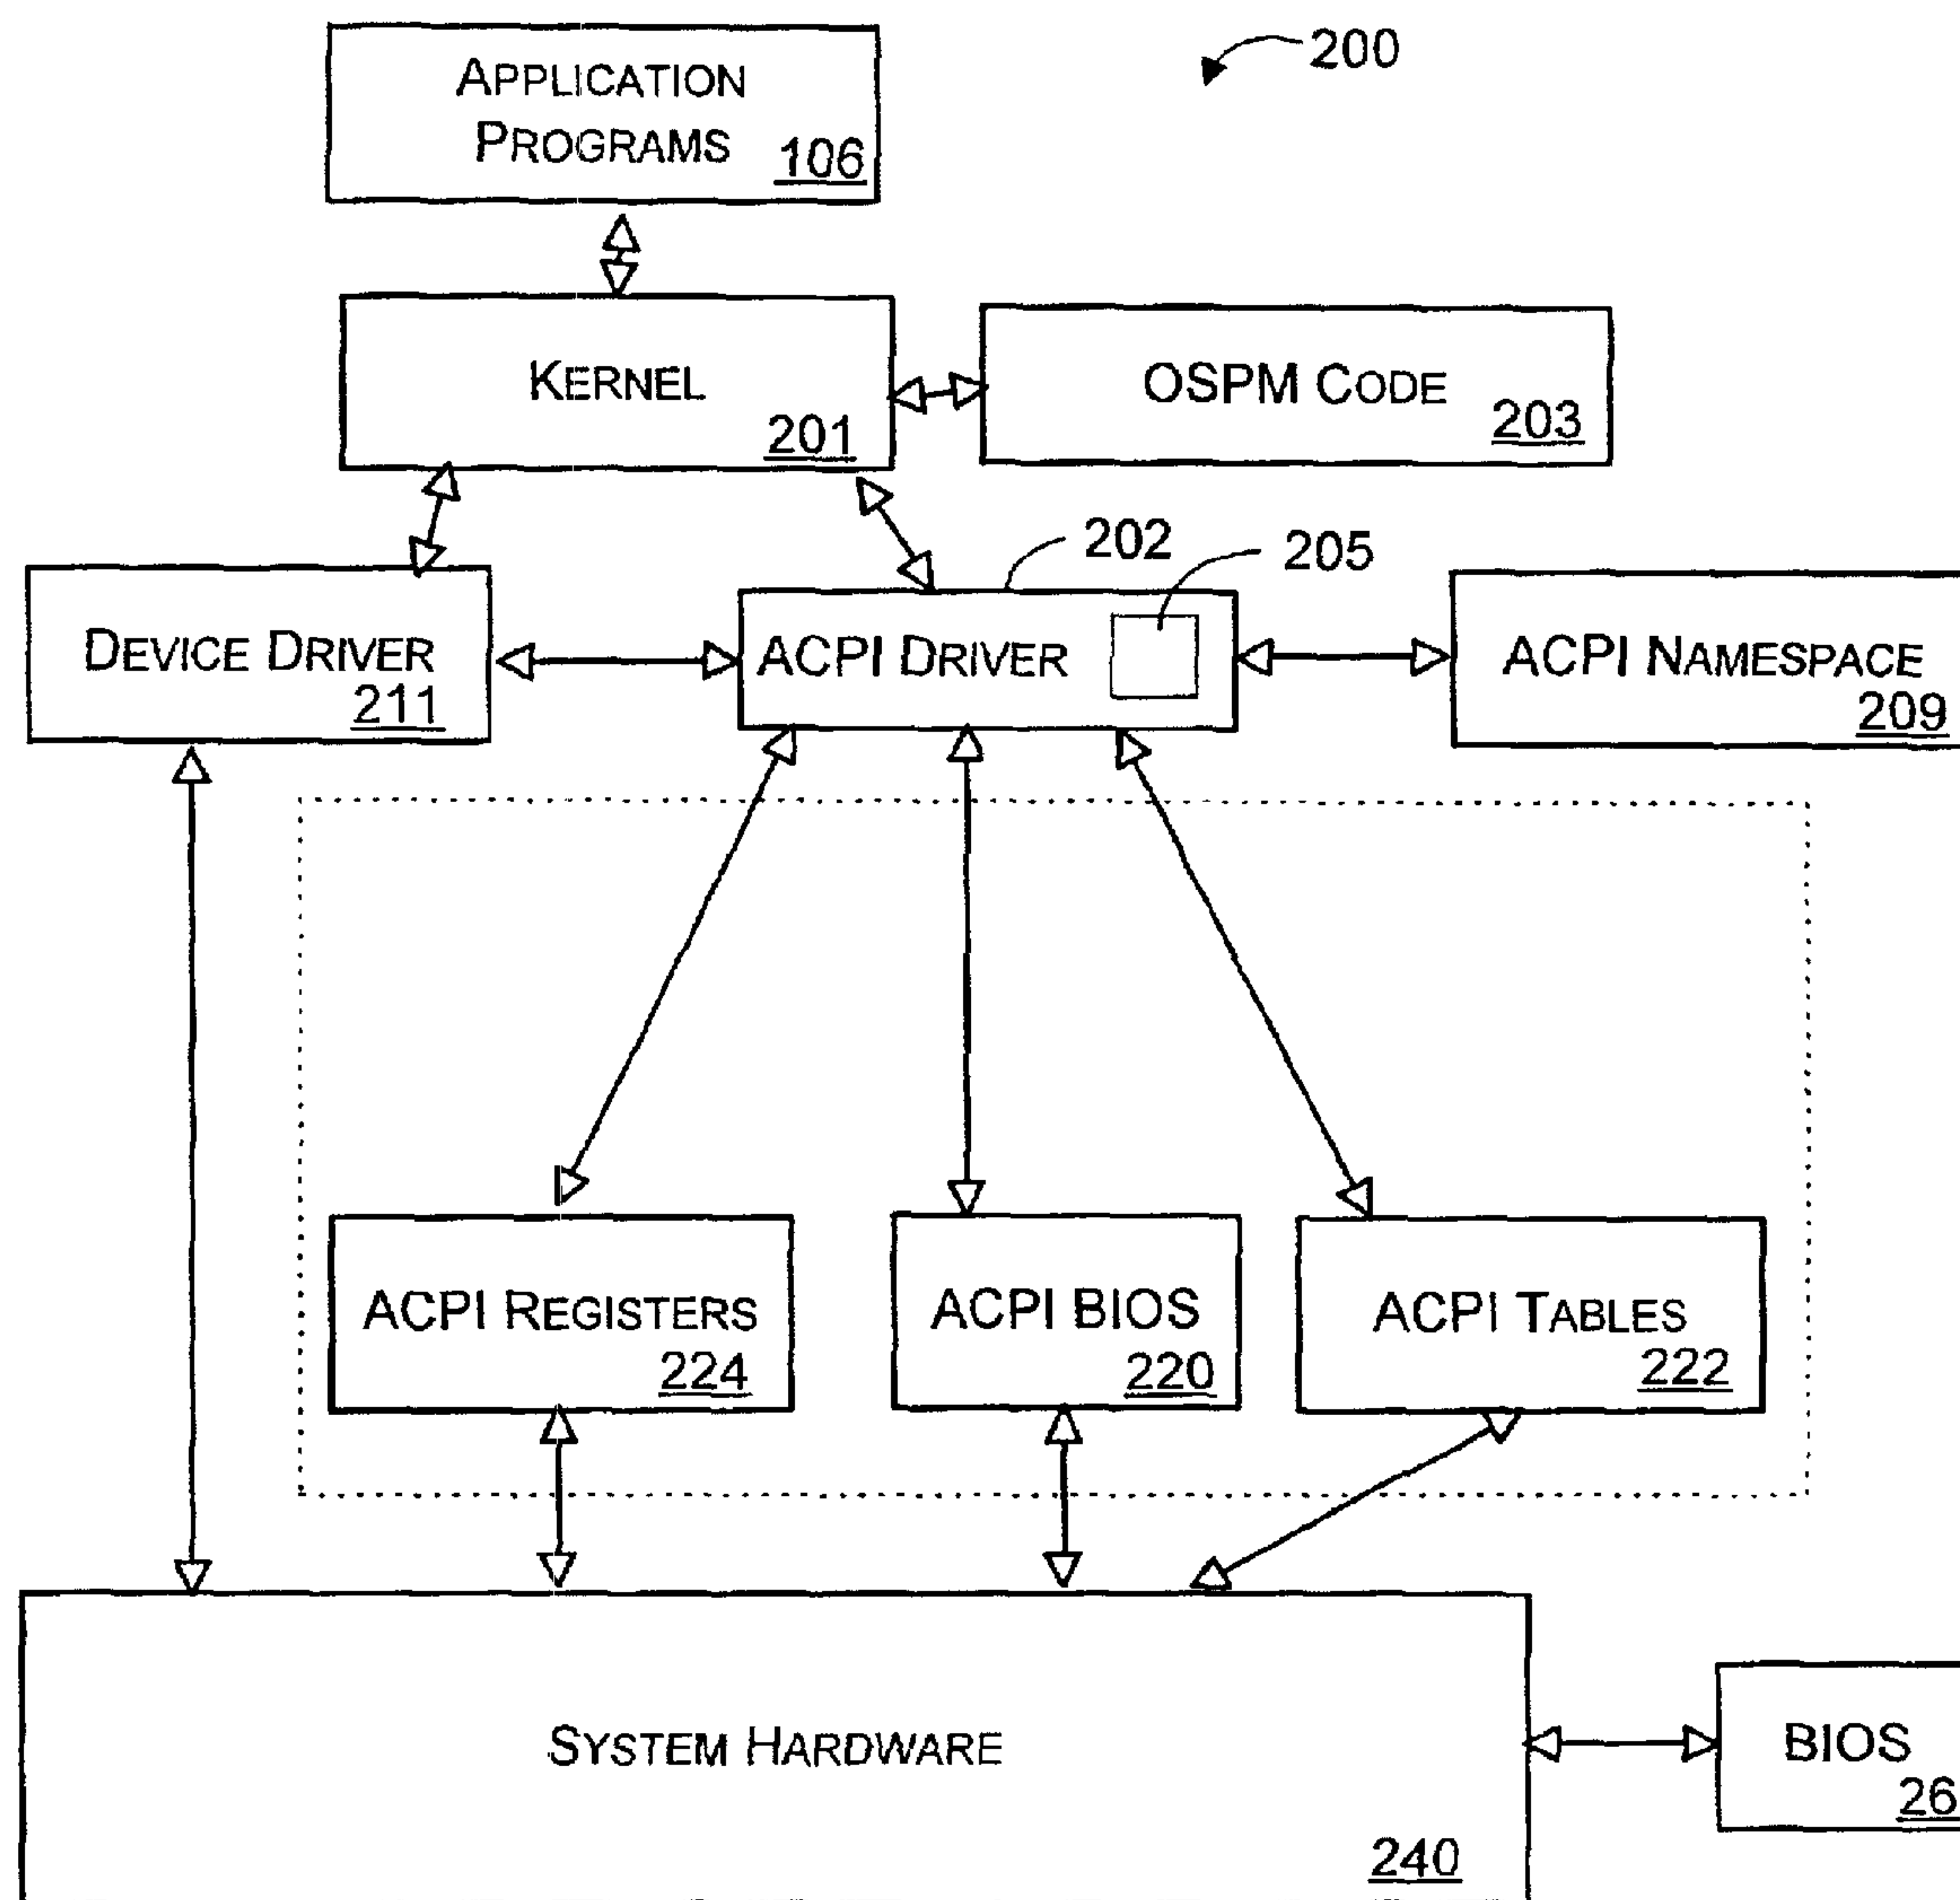 200
APPLICATION
PROGRAMS 106
KERNEL
201
OSPM CODE
203
202
205
DEVICE DRIVER
211
ACPI DRIVER
ACPI NAMESPACE
209
ACPI REGISTERS
224
ACPI BIOS
220
ACPI TABLES
222
SYSTEM HARDWARE
240
BIOS
26